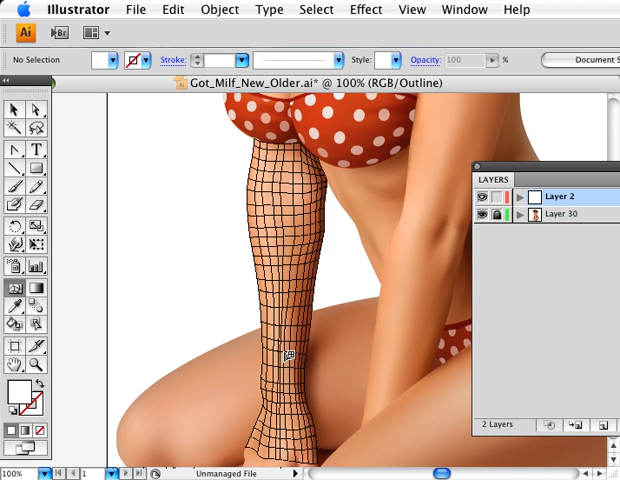 Illustrator File Edit Object Type Select Effect View Window Help
Ai Br
No Selection Stroke: Style: Opacity: 100 % Document S
Got_Milf_New_Older.ai* @ 100% (RGB/Outline)
T
LAYERS
Layer 2
Layer 30
2 Layers
100% 1 Unmanaged File